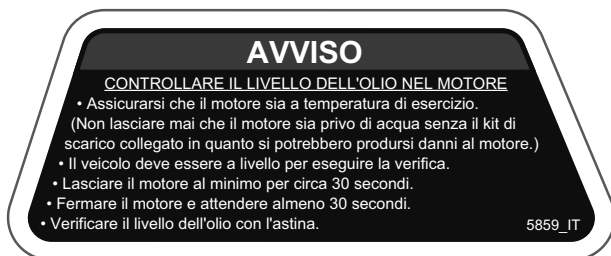 AVVISO
CONTROLLARE IL LIVELLO DELL'OLIO NEL MOTORE
• Assicurarsi che il motore sia a temperatura di esercizio.
(Non lasciare mai che il motore sia privo di acqua senza il kit di
scarico collegato in quanto si potrebbero prodursi danni al motore.)
• Il veicolo deve essere a livello per eseguire la verifica.
• Lasciare il motore al minimo per circa 30 secondi.
• Fermare il motore e attendere almeno 30 secondi.
• Verificare il livello dell'olio con l'astina. 5859_IT